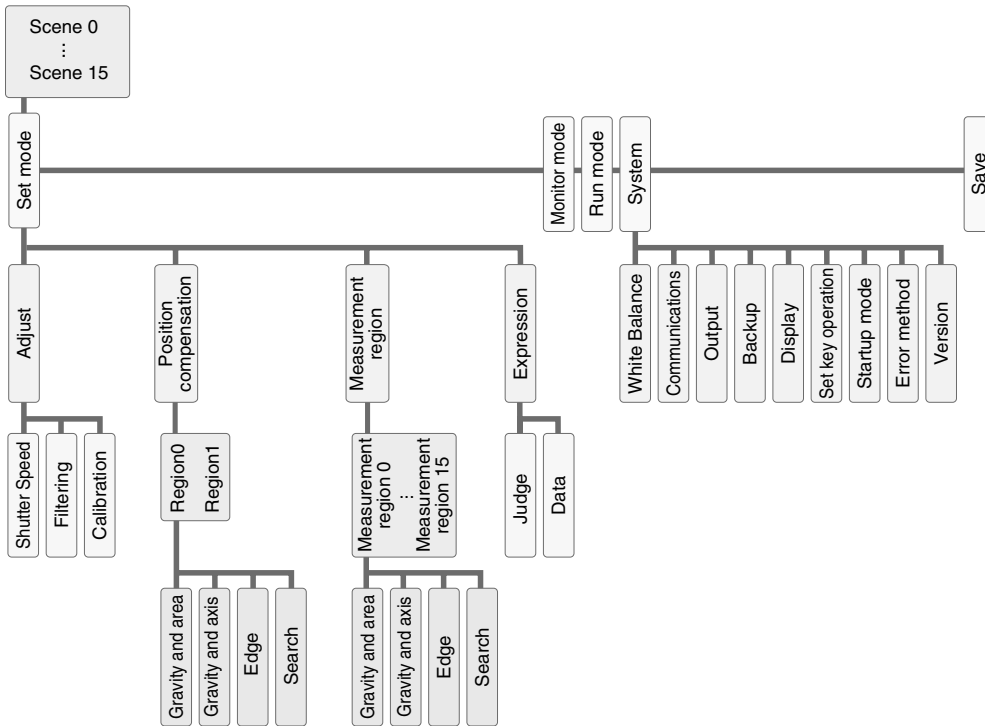 Scene 0
⋮
Scene 15
Set mode
Monitor mode
Run mode
System
Save
Adjust
Position
compensation
Measurement
region
Expression
White Balance
Communications
Output
Backup
Display
Set key operation
Startup mode
Error method
Version
Shutter Speed
Filtering
Calibration
Region0
Region1
Measurement
region 0
⋮
Measurement
region 15
Judge
Data
Gravity and area
Gravity and axis
Edge
Search
Gravity and area
Gravity and axis
Edge
Search